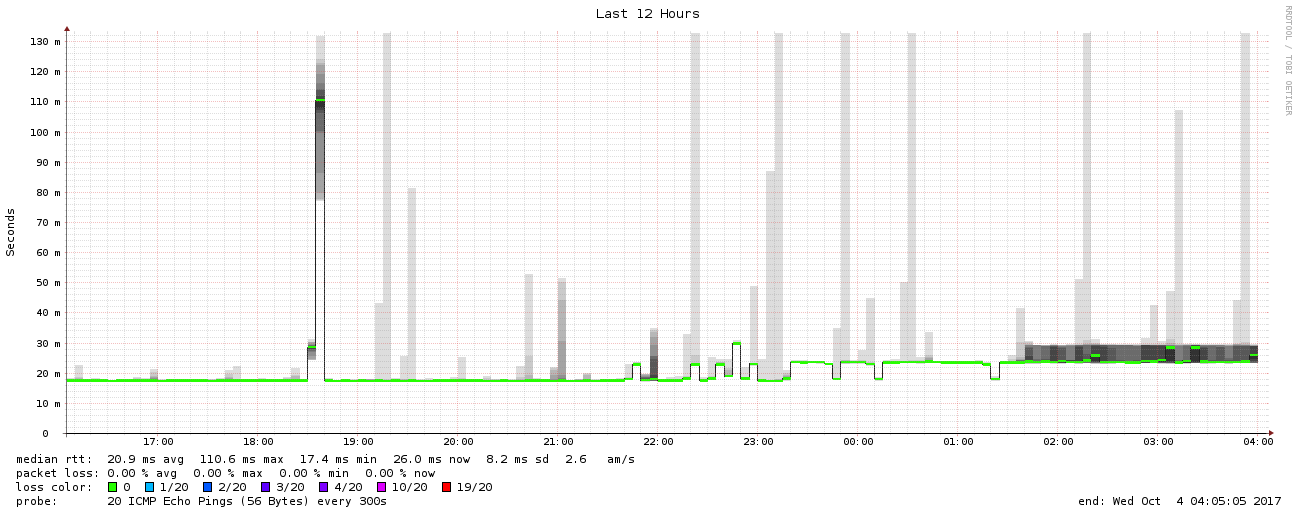 Last 12 Hours
RRDTOOL / TOBI OETIKER
Seconds
130 m
120 m
110 m
100 m
90 m
80 m
70 m
60 m
50 m
40 m
30 m
20 m
10 m
0
17:00 18:00 19:00 20:00 21:00 22:00 23:00 00:00 01:00 02:00 03:00 04:00
median rtt: 20.9 ms avg 110.6 ms max 17.4 ms min 26.0 ms now 8.2 ms sd 2.6 am/s
packet loss: 0.00 % avg 0.00 % max 0.00 % min 0.00 % now
loss color: 0 1/20 2/20 3/20 4/20 10/20 19/20
probe: 20 ICMP Echo Pings (56 Bytes) every 300s end: Wed Oct 4 04:05:05 2017